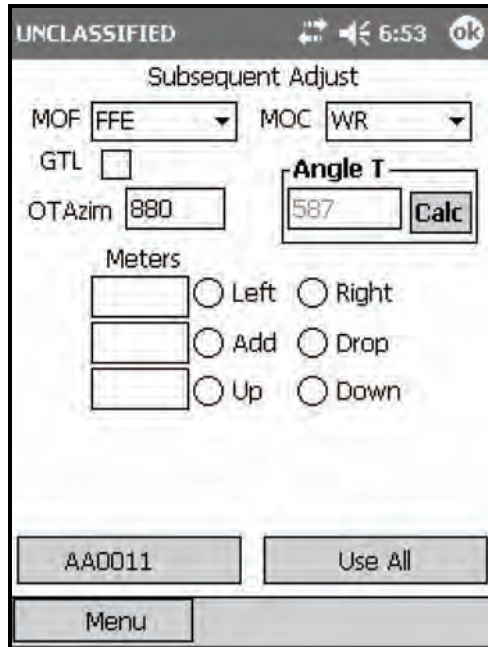 UNCLASSIFIED 6:53 ok
Subsequent Adjust
MOF FFE MOC WR
GTL
Angle T
OTAzim 880 587 Calc
Meters
Left Right
Add Drop
Up Down
AA0011 Use All
Menu